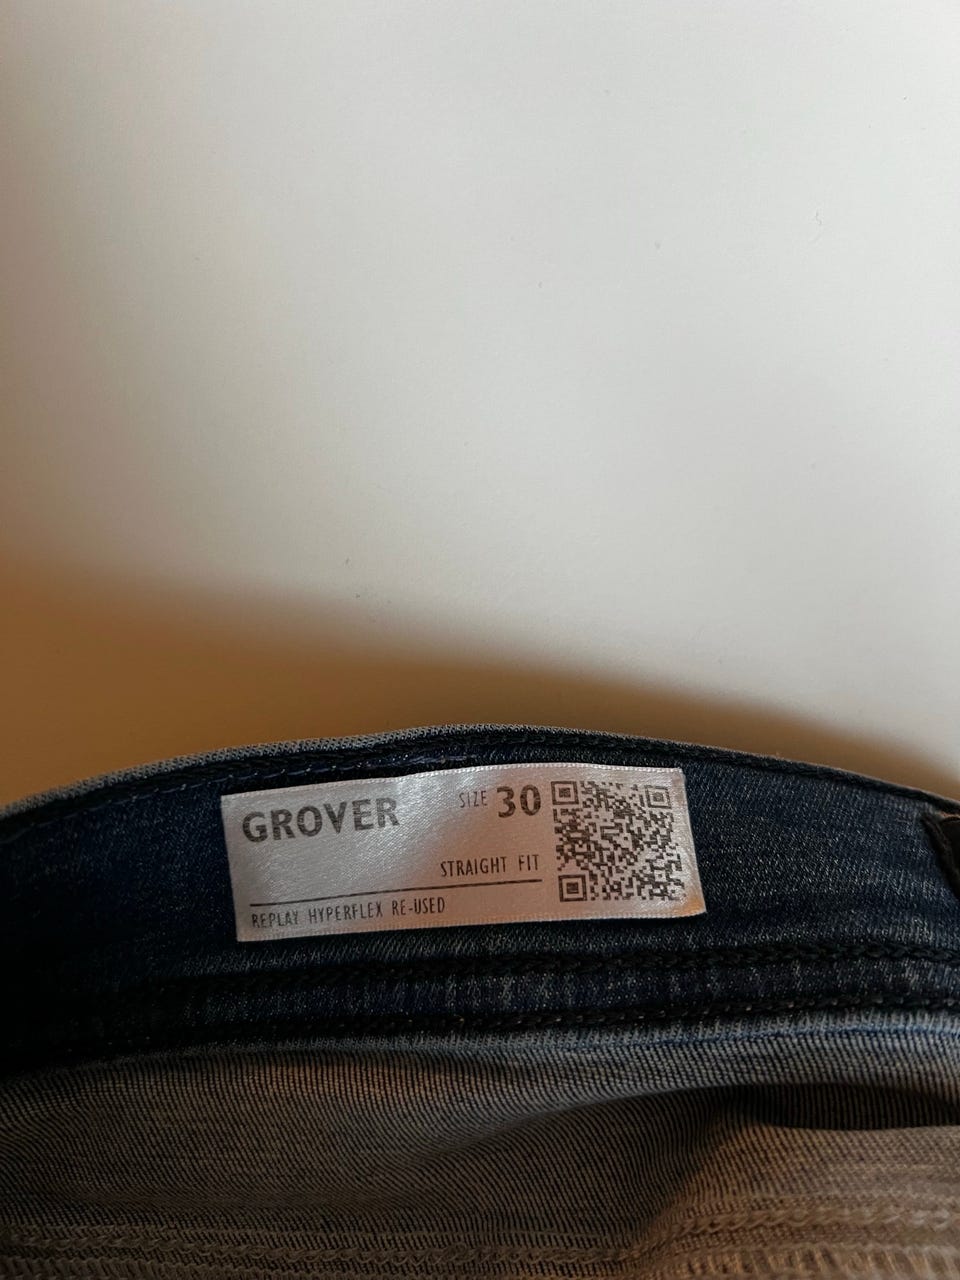 GROVER SIZE 30
STRAIGHT FIT
REPLAY HYPERFLEX RE-USED